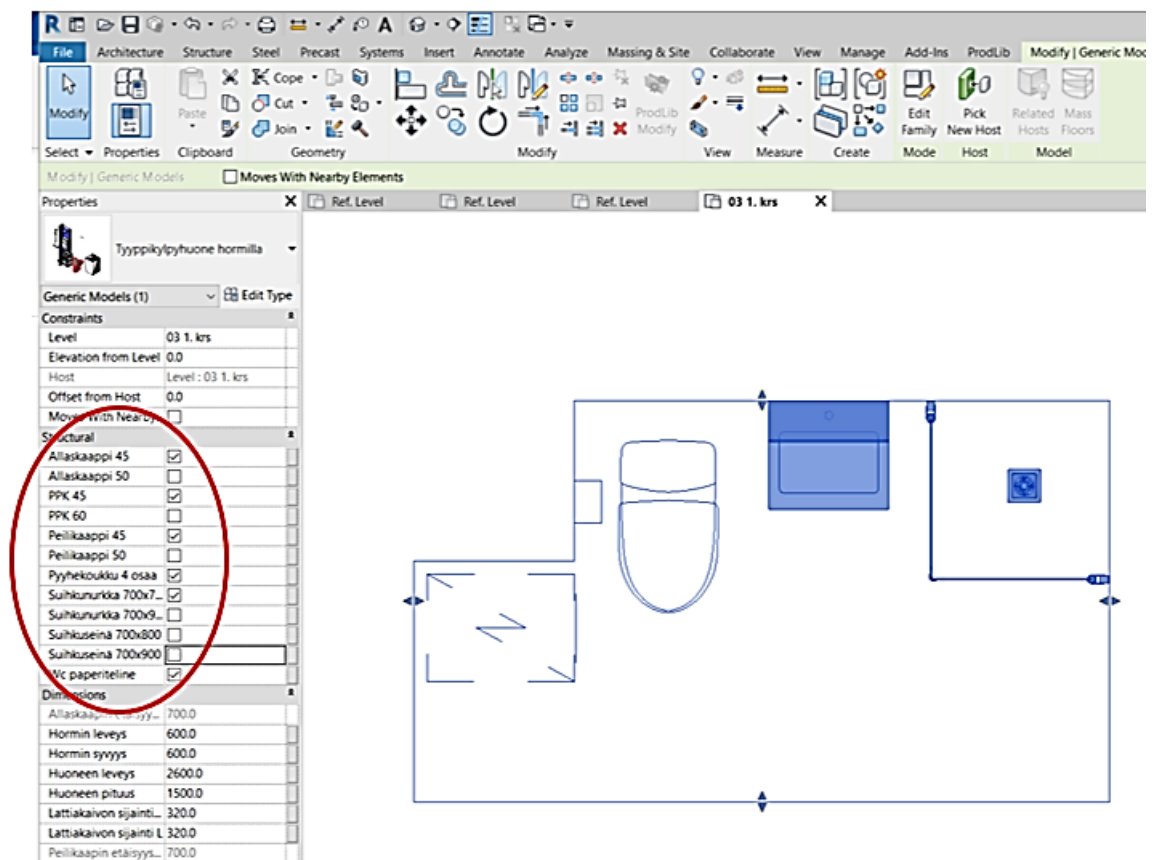 R A
File Architecture Structure Steel Precast Systems Insert Annotate Analyze Massing & Site Collaborate View Manage Add-Ins ProdLib Modify | Generic Moc
Modify Paste Cope Cut Join ProdLib Modify Edit Family Pick New Host Related Hosts Mass Floors
Select Properties Clipboard Geometry Modify View Measure Create Mode Host Model
Modify | Generic Models Moves With Nearby Elements
Properties X Ref. Level Ref. Level Ref. Level 03 1. krs X
Tyyppikylpyhuone hormilla
Generic Models (1) Edit Type
Constraints
Level 03 1. krs
Elevation from Level 0.0
Host Level : 03 1. krs
Offset from Host 0.0
Moves With Nearby
Structural
Allaskaappi 45
Allaskaappi 50
PPK 45
PPK 60
Peilikaappi 45
Peilikaappi 50
Pyyhekoukku 4 osaa
Suihkunurkka 700x7...
Suihkunurkka 700x9...
Suihkuseinä 700x800
Suihkuseinä 700x900
Wc paperiteline
Dimensions
700.0
Hormin leveys 600.0
Hormin syvyys 600.0
Huoneen leveys 2600.0
Huoneen pituus 1500.0
Lattiakaivon sijainti... 320.0
Lattiakaivon sijainti L 320.0
Peilikaapin etäisyys... 700.0